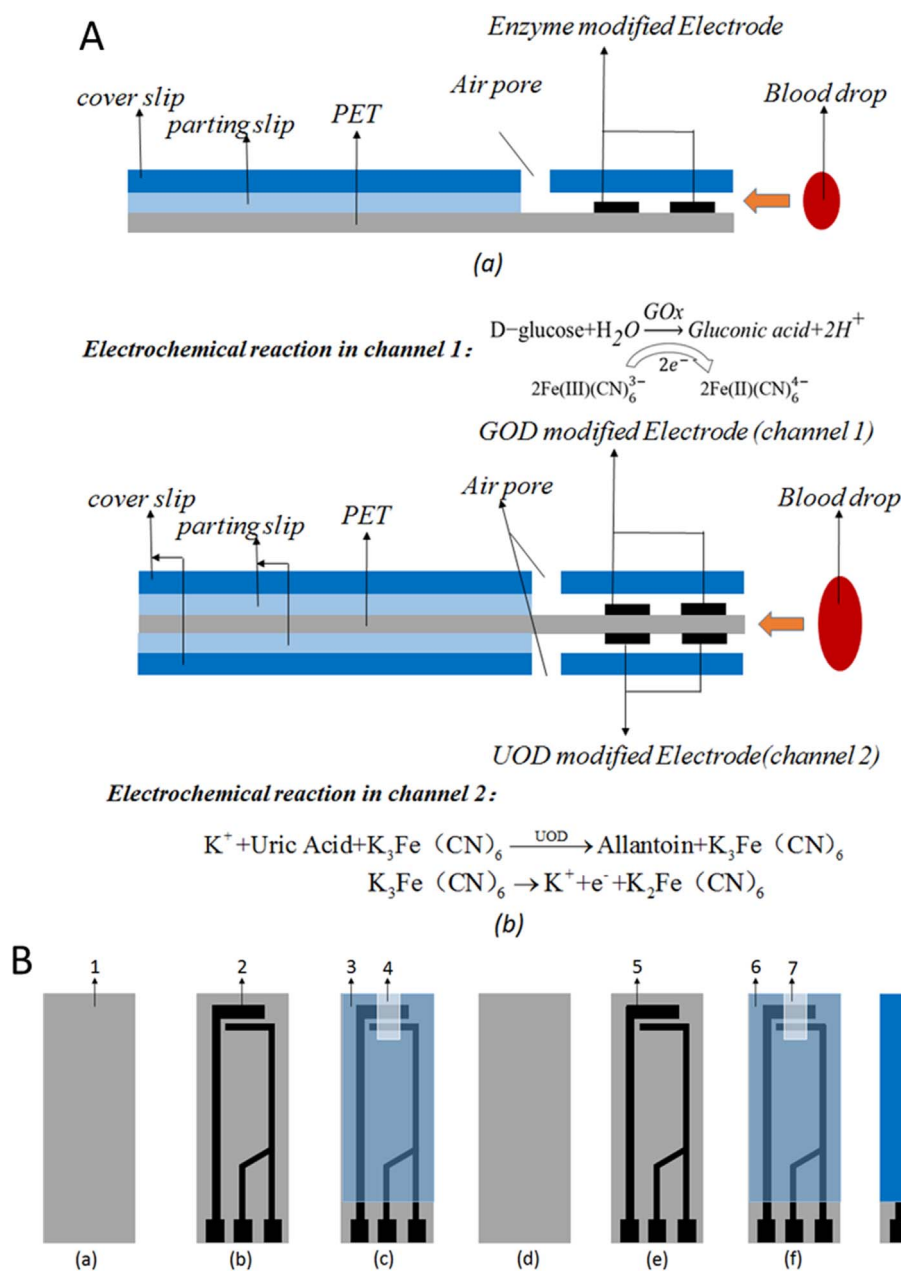 A
Enzyme modified Electrode
Air pore
Blood drop
cover slip
PET
parting slip
(a)
D-glucose+H2O GOx→ Gluconic acid+2H+
Electrochemical reaction in channel 1:
2e-
2Fe(III)(CN)6 3- 2Fe(II)(CN)6 4-
GOD modified Electrode (channel 1)
Air pore
cover slip
Blood drop
parting slip
PET
UOD modified Electrode(channel 2)
Electrochemical reaction in channel 2:
K+ +Uric Acid+K3Fe（CN）6 UOD→ Allantoin+K3Fe（CN）6
K3Fe（CN）6 → K+ +e- +K2Fe（CN）6
(b)
B
1 2 3 4 5 6 7
(a) (b) (c) (d) (e) (f)